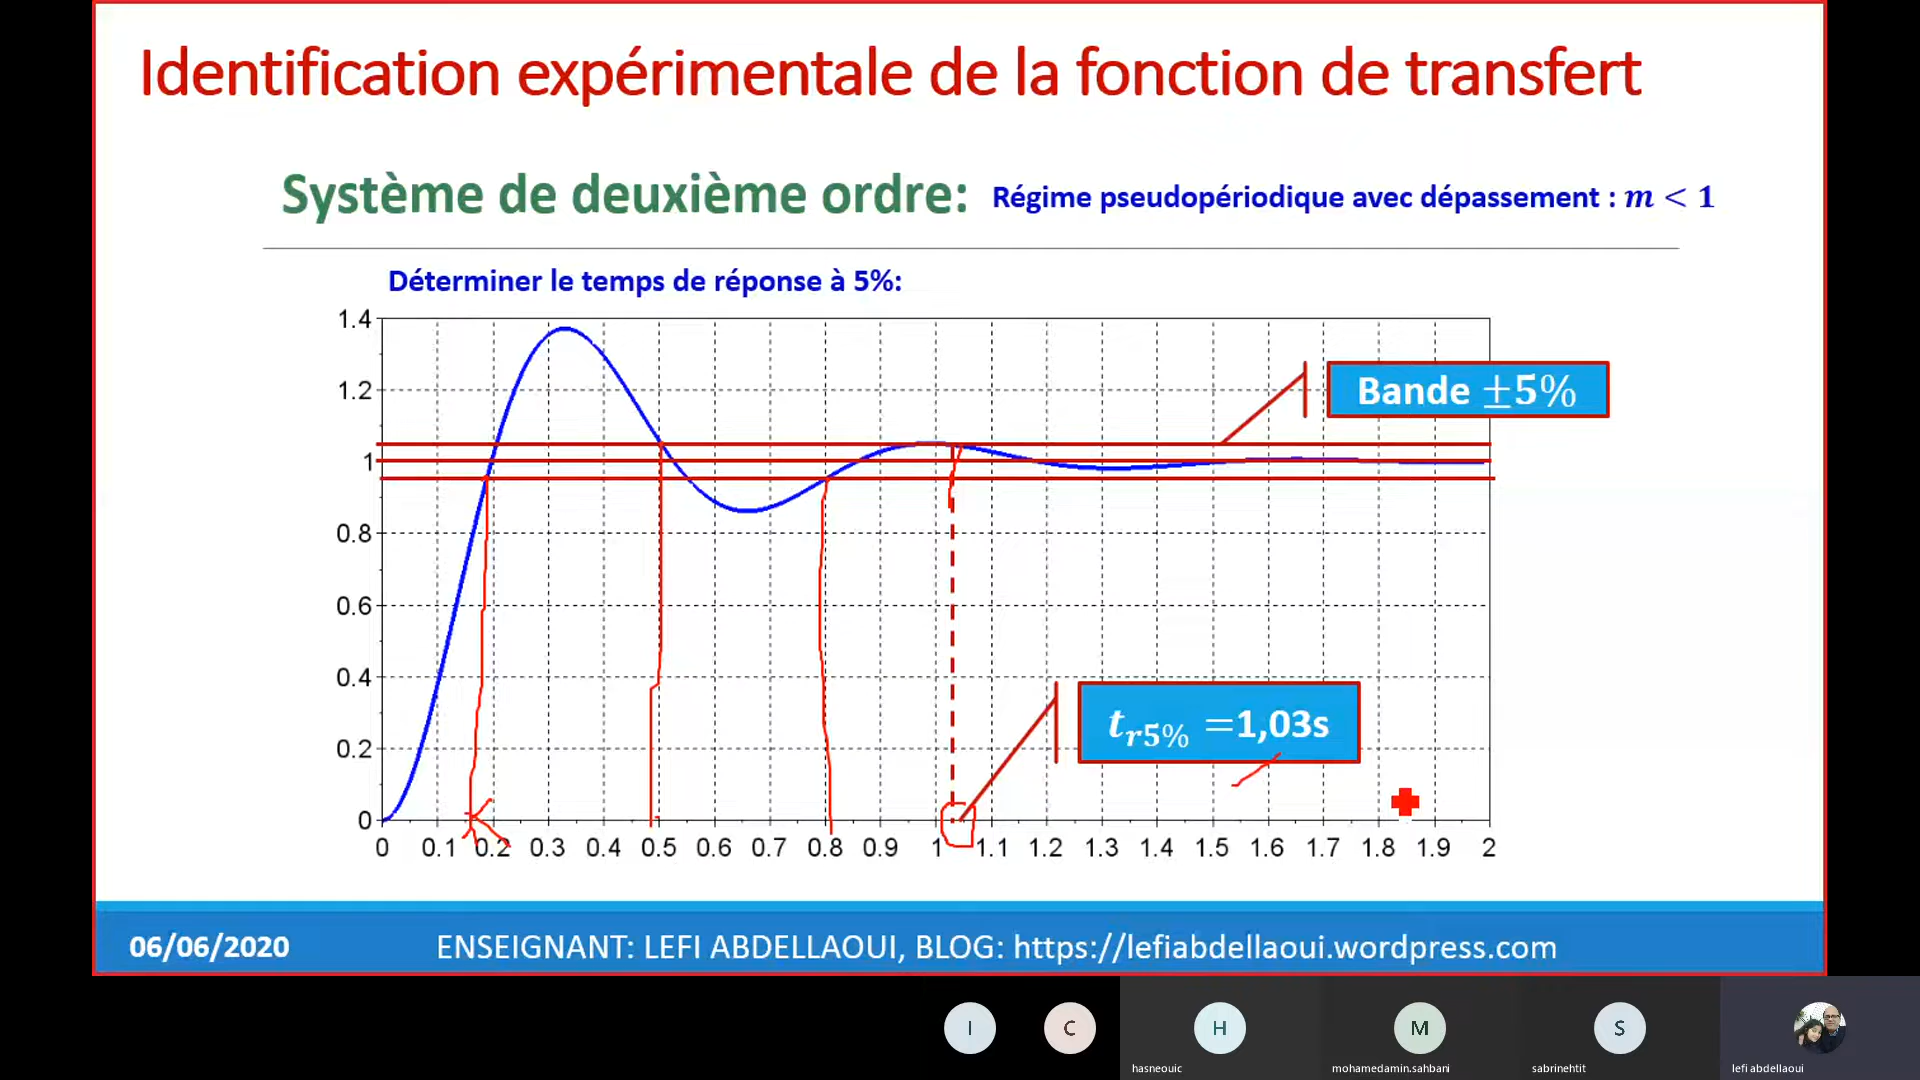 Identification expérimentale de la fonction de transfert
Système de deuxième ordre: Régime pseudopériodique avec dépassement : m < 1
Déterminer le temps de réponse à 5%:
1.4
1.2
1
0.8
0.6
0.4
0.2
0
Bande ±5%
tr5% =1,03s
0 0.1 0.2 0.3 0.4 0.5 0.6 0.7 0.8 0.9 1 1.1 1.2 1.3 1.4 1.5 1.6 1.7 1.8 1.9 2
06/06/2020 ENSEIGNANT: LEFI ABDELLAOUI, BLOG: https://lefiabdellaoui.wordpress.com
I C H M S
hasneouic mohamedamin.sahbani sabrinehtit lefi abdellaoui